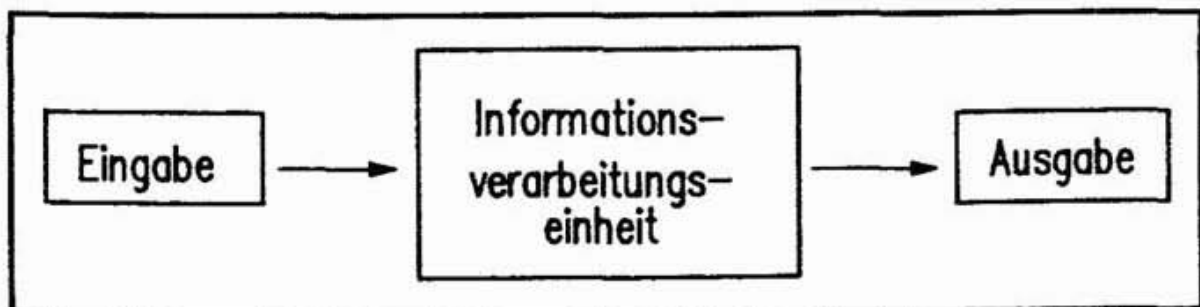 Eingabe
Informations-
verarbeitungs-
einheit
Ausgabe